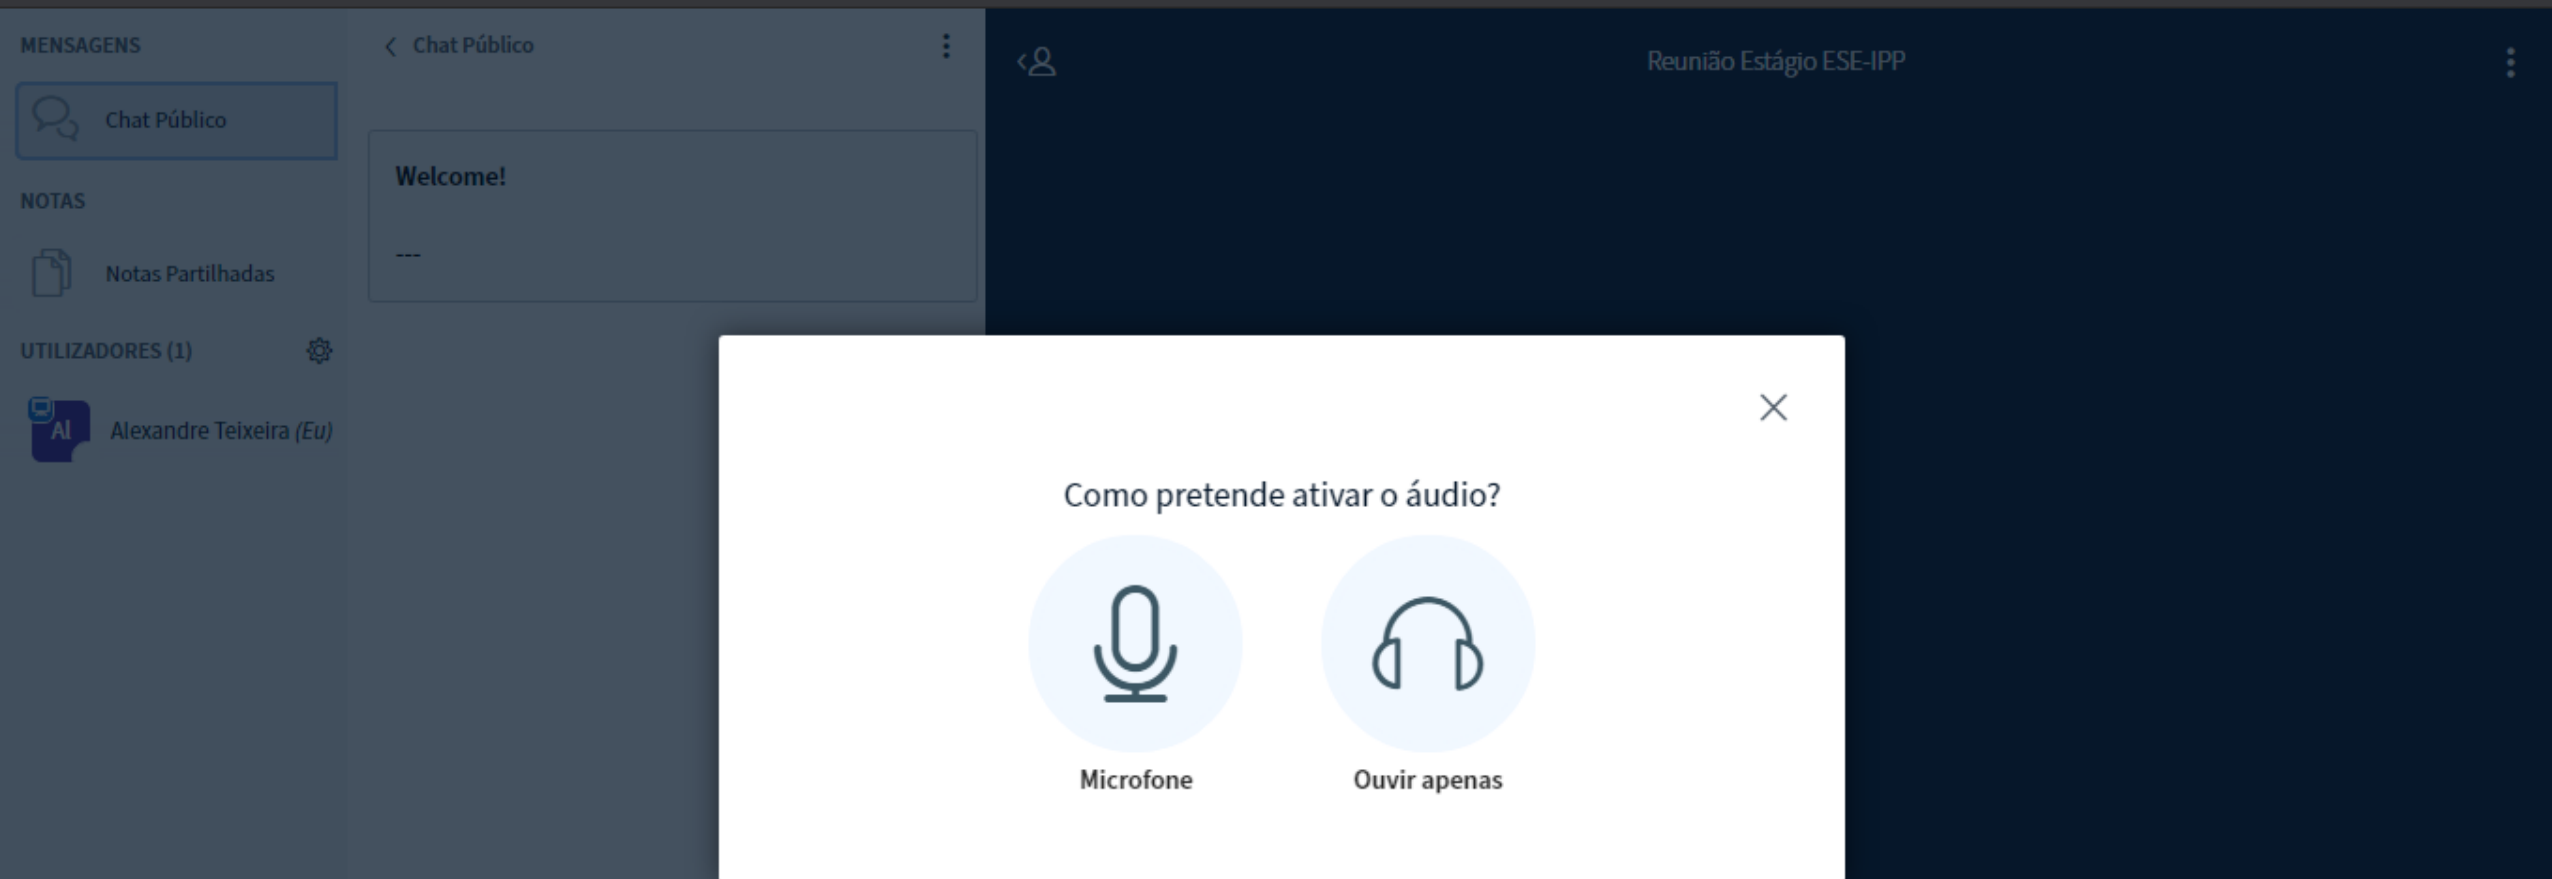 MENSAGENS
Chat Público
NOTAS
Notas Partilhadas
UTILIZADORES (1)
Al
Alexandre Teixeira (Eu)
Chat Público
Welcome!
---
Reunião Estágio ESE-IPP
Como pretende ativar o áudio?
Microfone
Ouvir apenas